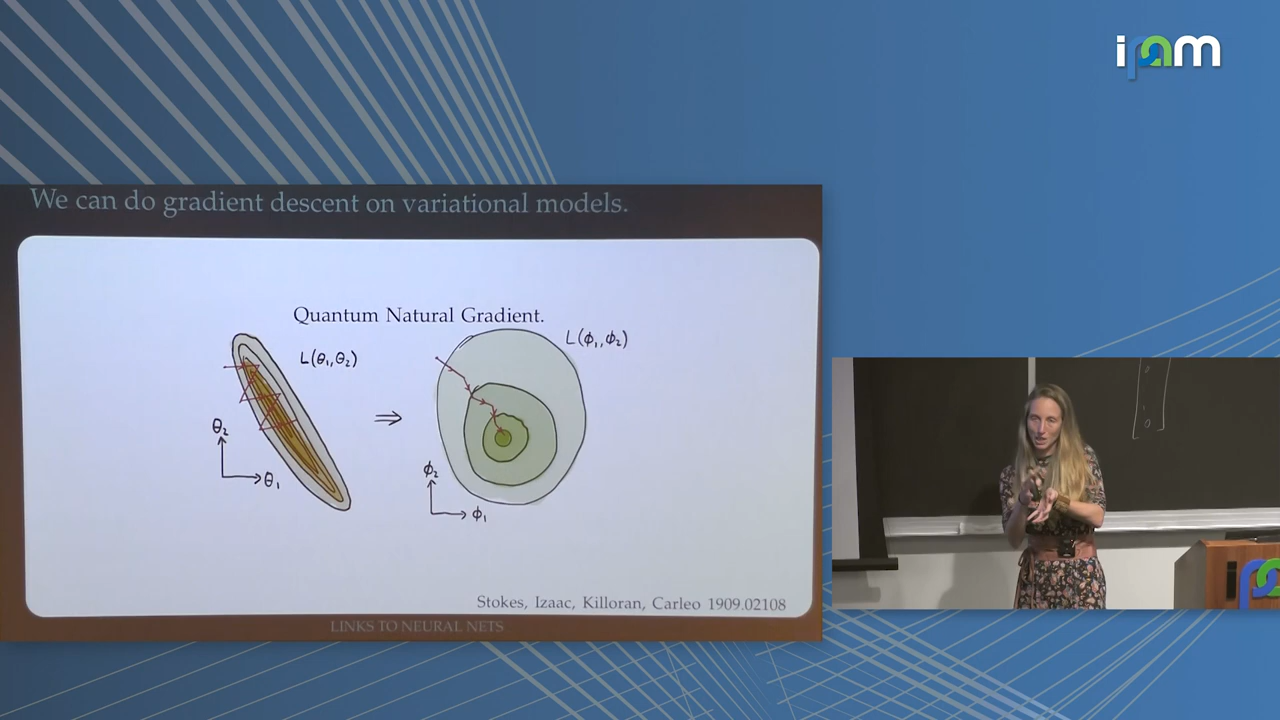 ipam
We can do gradient descent on variational models.
Quantum Natural Gradient.
L(θ₁,θ₂)
L(ϕ₁,ϕ₂)
⇒
θ₂
θ₁
ϕ₂
ϕ₁
Stokes, Izaac, Killoran, Carleo 1909.02108
LINKS TO NEURAL NETS